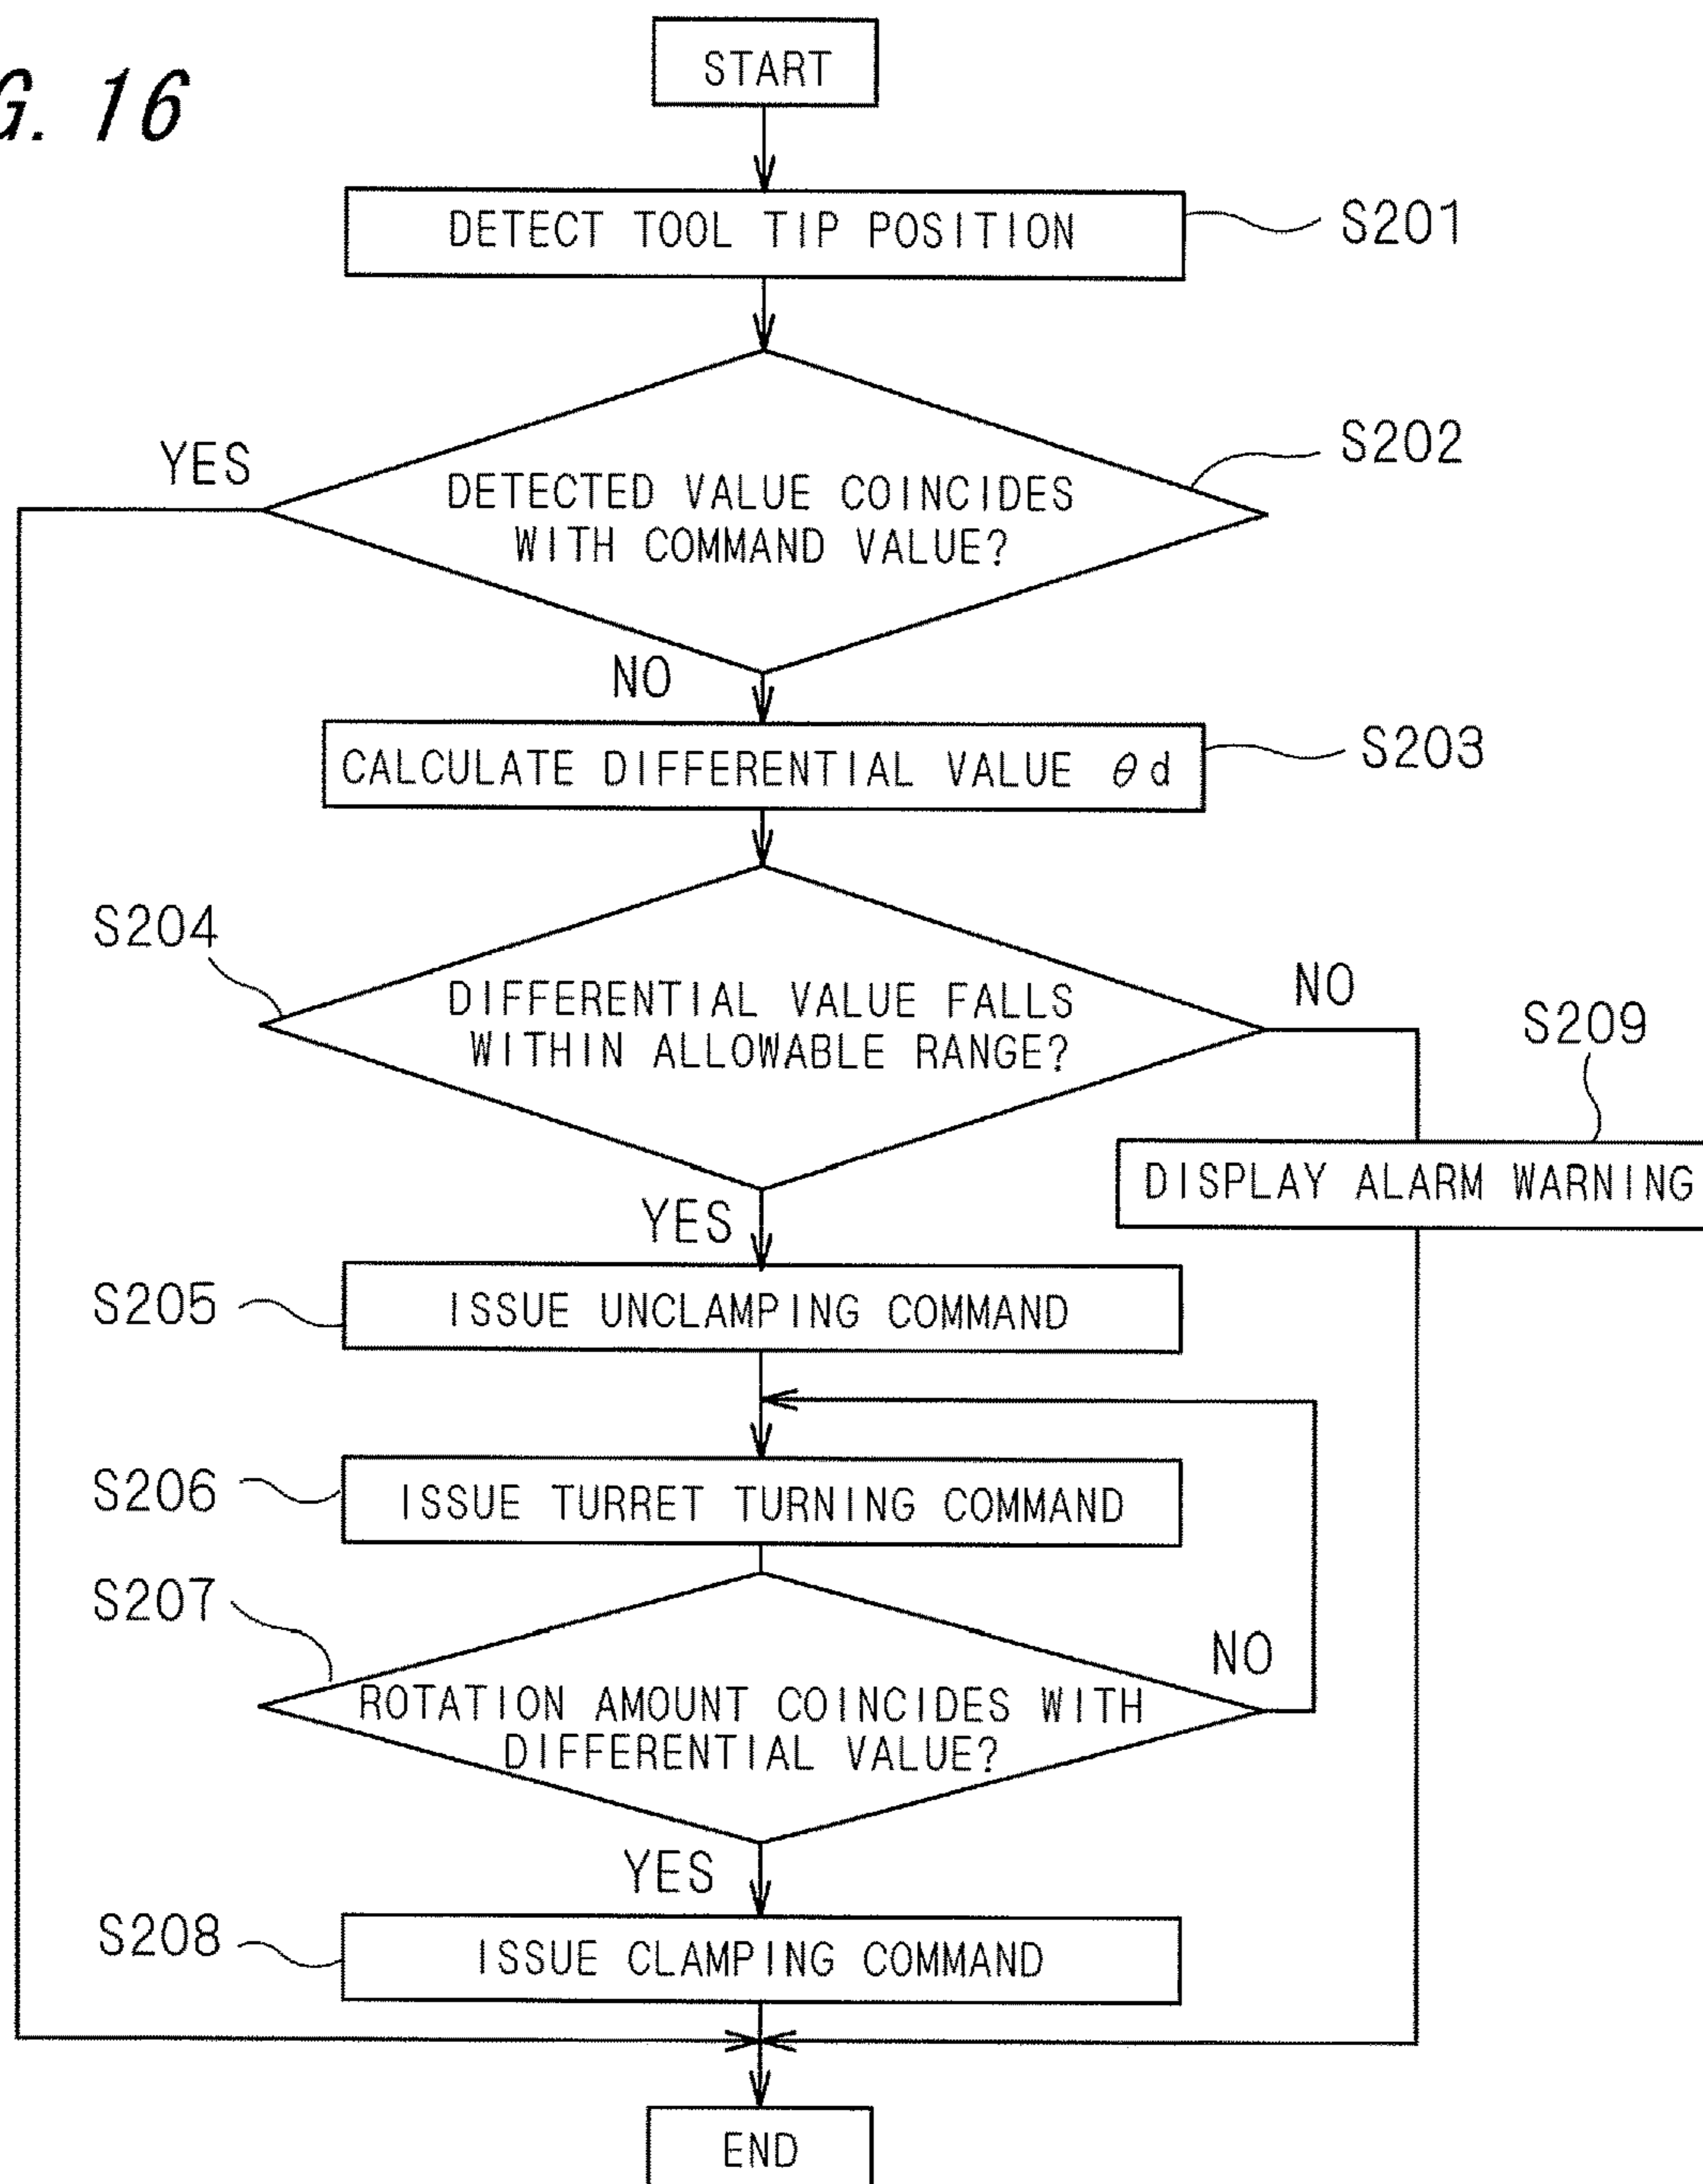 G. 16
START
DETECT TOOL TIP POSITION
S201
YES
DETECTED VALUE COINCIDES
WITH COMMAND VALUE?
S202
NO
CALCULATE DIFFERENTIAL VALUE θd
S203
S204
DIFFERENTIAL VALUE FALLS
WITHIN ALLOWABLE RANGE?
NO
S209
DISPLAY ALARM WARNING
YES
S205
ISSUE UNCLAMPING COMMAND
S206
ISSUE TURRET TURNING COMMAND
S207
NO
ROTATION AMOUNT COINCIDES WITH
DIFFERENTIAL VALUE?
YES
S208
ISSUE CLAMPING COMMAND
END